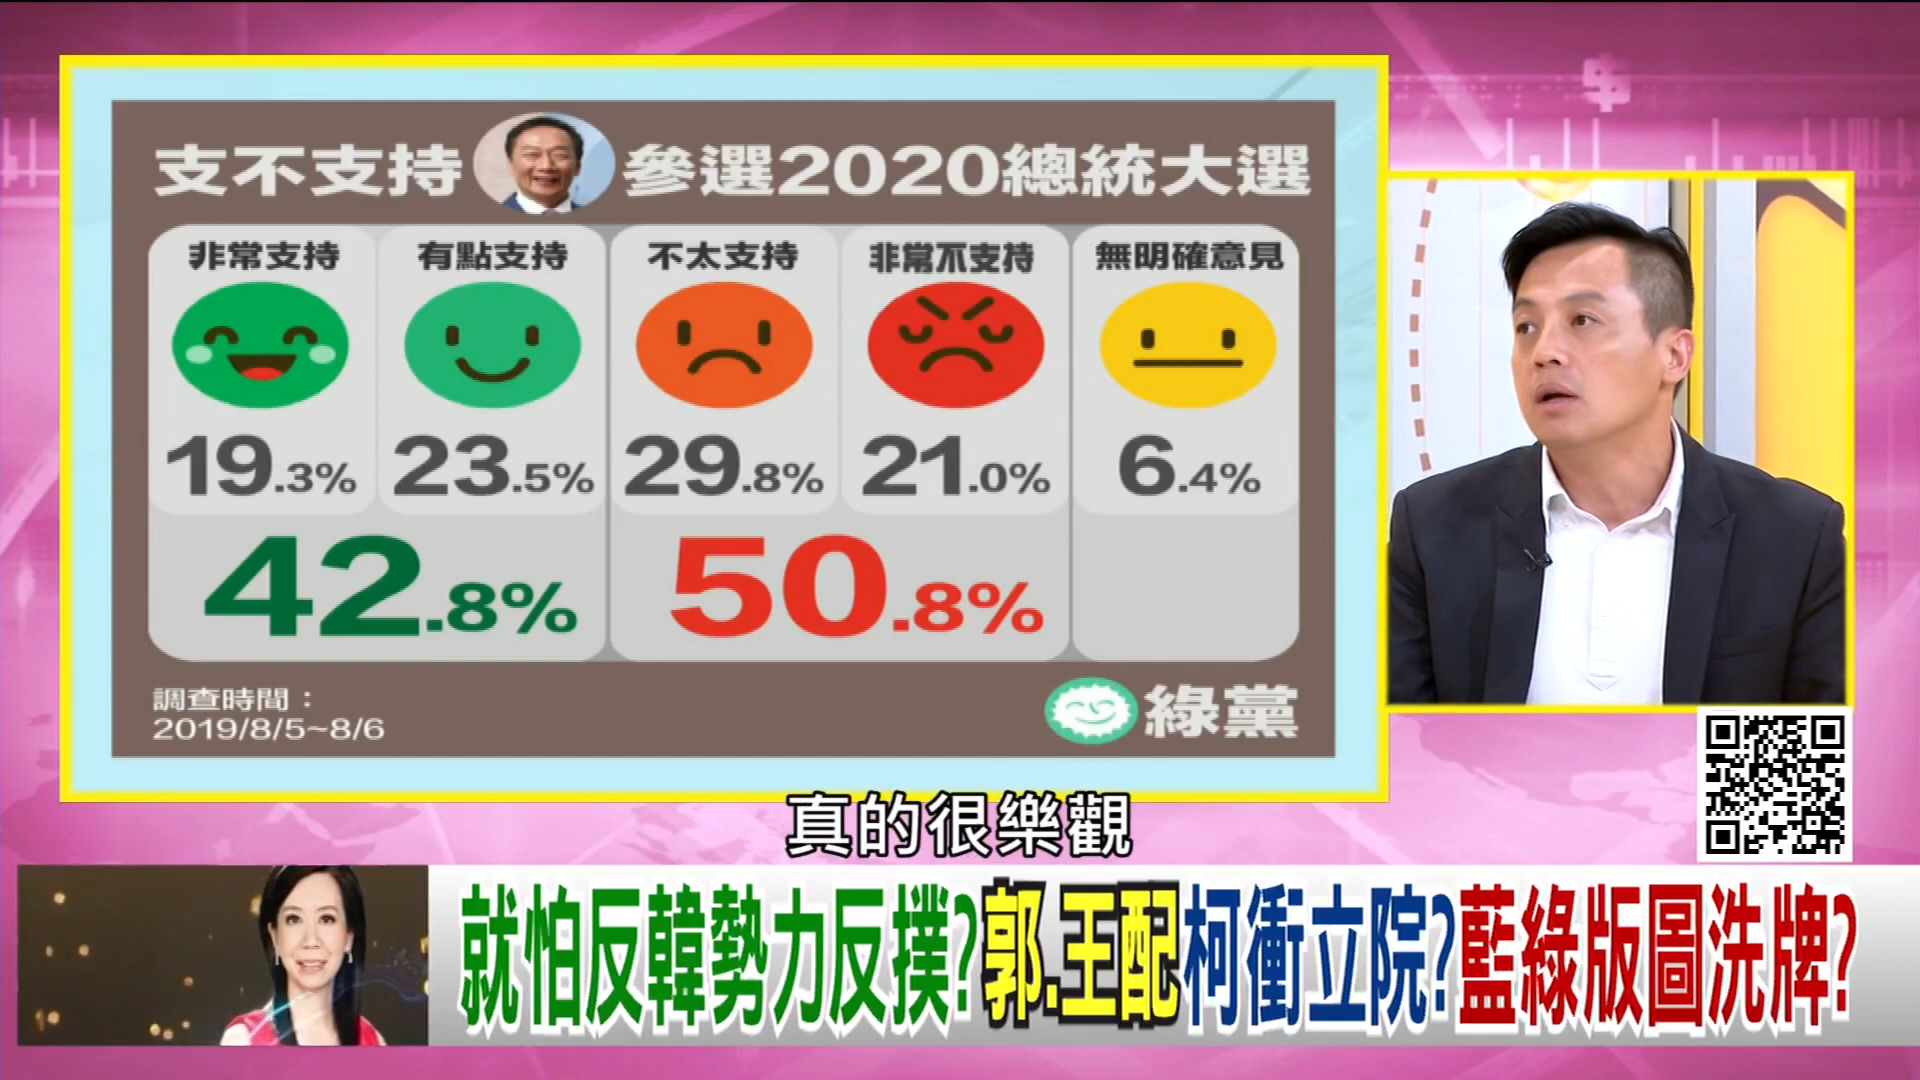 支不支持 參選2020總統大選
非常支持 有點支持 不太支持 非常不支持 無明確意見
19.3% 23.5% 29.8% 21.0% 6.4%
42.8% 50.8%
調查時間：
2019/8/5~8/6
綠黨
真的很樂觀
就怕反韓勢力反撲?郭.王配柯衝立院?藍綠版圖洗牌?